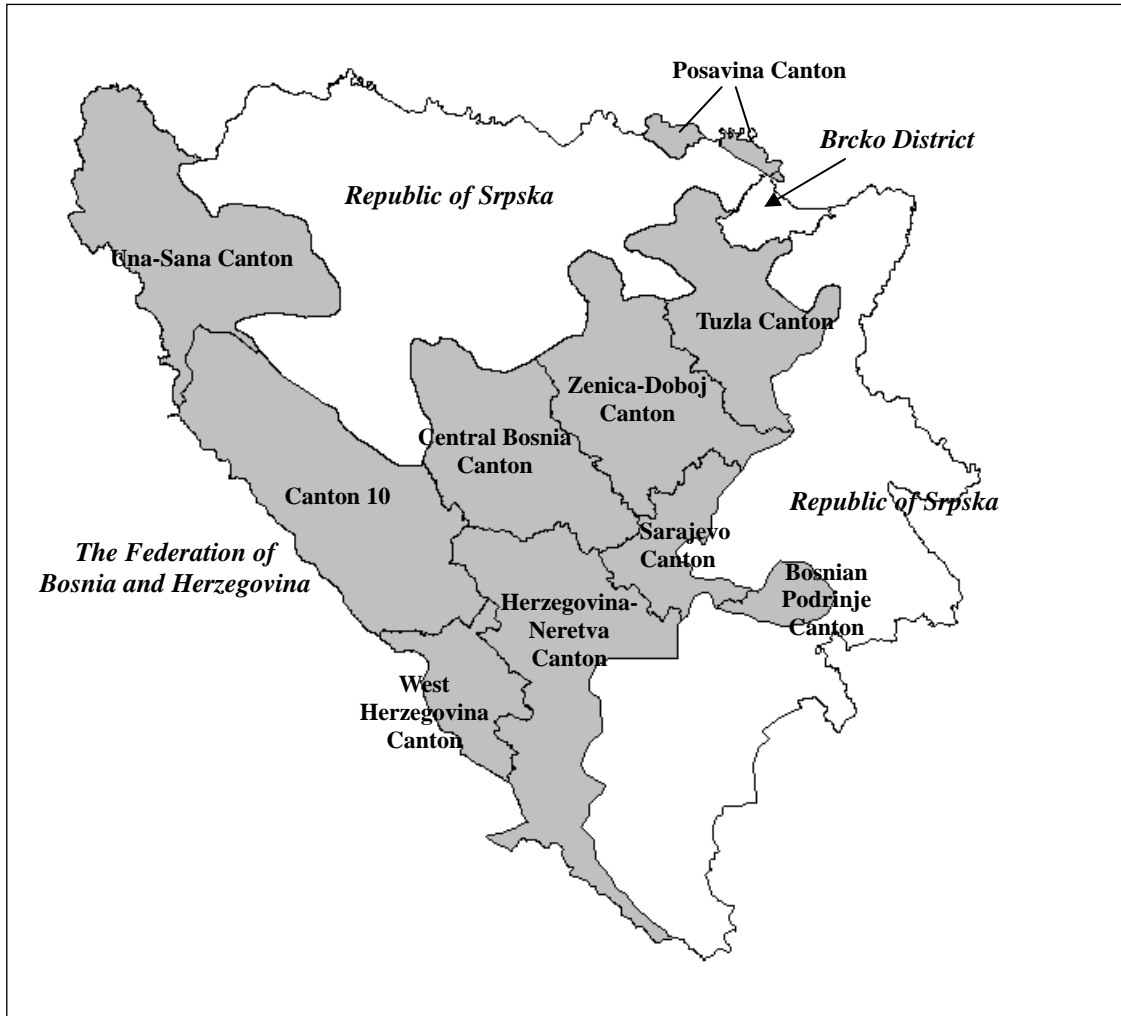 Posavina Canton
Brcko District
Republic of Srpska
Una-Sana Canton
Tuzla Canton
Zenica-Doboj
Canton
Central Bosnia
Canton
Canton 10
Republic of Srpska
Sarajevo
Canton
The Federation of
Bosnia and Herzegovina
Bosnian
Podrinje
Canton
Herzegovina-
Neretva
Canton
West
Herzegovina
Canton